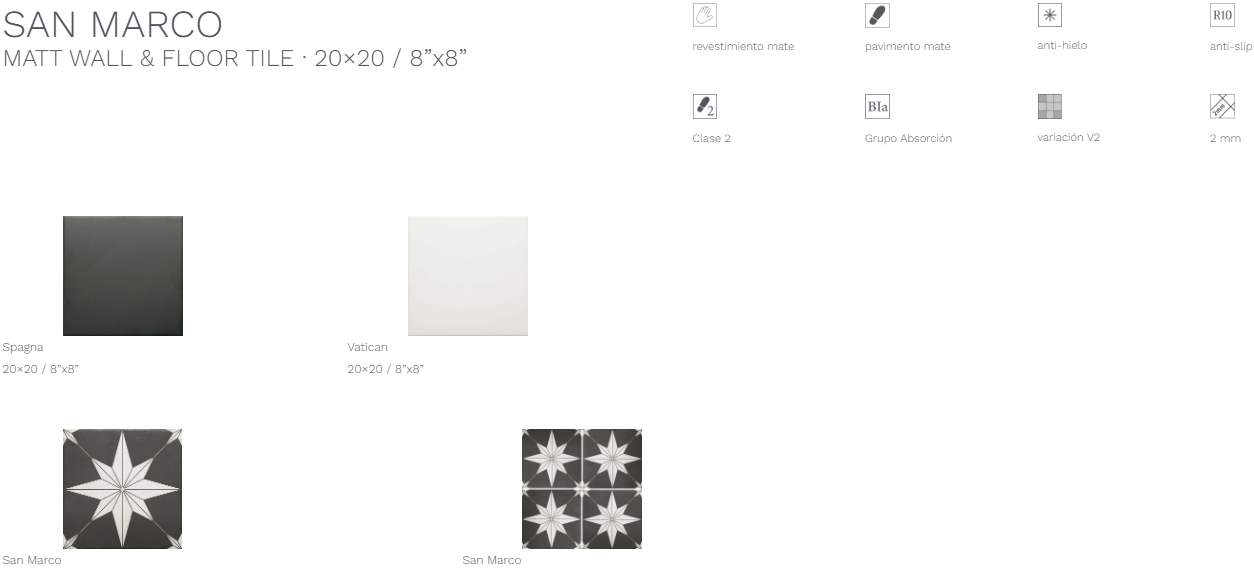 SAN MARCO
MATT WALL & FLOOR TILE · 20×20 / 8”x8”
R10
revestimiento mate
pavimento mate
anti-hielo
anti-slip
2
BIa
2mm
Clase 2
Grupo Absorción
variación V2
2 mm
Spagna
20×20 / 8”x8”
Vatican
20×20 / 8”x8”
San Marco
San Marco